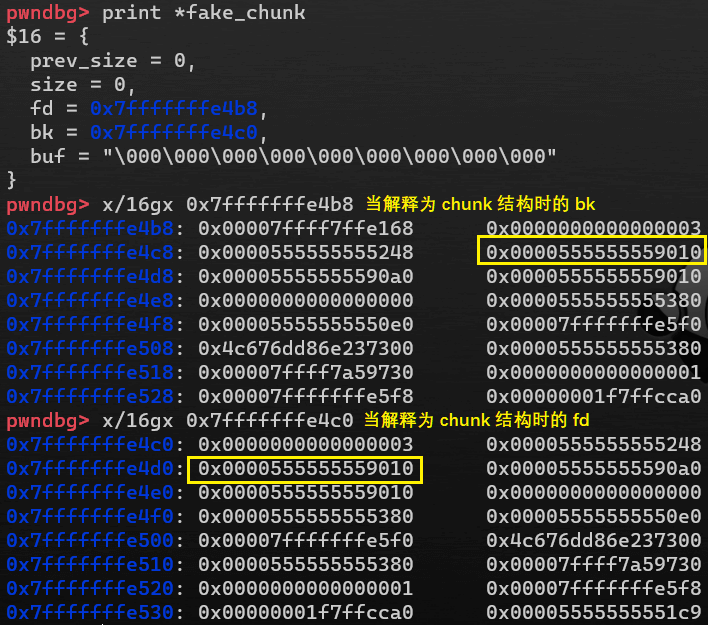 pwndbg> print *fake_chunk
$16 = {
  prev_size = 0,
  size = 0,
  fd = 0x7fffffffe4b8,
  bk = 0x7fffffffe4c0,
  buf = "\000\000\000\000\000\000\000\000\000\000"
}
pwndbg> x/16gx 0x7fffffffe4b8 当解释为 chunk 结构时的 bk
0x7fffffffe4b8: 0x00007ffff7ffe168 0x0000000000000003
0x7fffffffe4c8: 0x0000555555555248 0x0000555555559010
0x7fffffffe4d8: 0x00005555555590a0 0x0000555555559010
0x7fffffffe4e8: 0x0000000000000000 0x0000555555555380
0x7fffffffe4f8: 0x00005555555550e0 0x00007fffffffe5f0
0x7fffffffe508: 0x4c676dd86e237300 0x0000555555555380
0x7fffffffe518: 0x00007ffff7a59730 0x0000000000000001
0x7fffffffe528: 0x00007fffffffe5f8 0x00000001f7ffcca0
pwndbg> x/16gx 0x7fffffffe4c0 当解释为 chunk 结构时的 fd
0x7fffffffe4c0: 0x0000000000000003 0x0000555555555248
0x7fffffffe4d0: 0x0000555555559010 0x00005555555590a0
0x7fffffffe4e0: 0x0000555555559010 0x0000000000000000
0x7fffffffe4f0: 0x0000555555555380 0x00005555555550e0
0x7fffffffe500: 0x00007fffffffe5f0 0x4c676dd86e237300
0x7fffffffe510: 0x0000555555555380 0x00007ffff7a59730
0x7fffffffe520: 0x0000000000000001 0x00007fffffffe5f8
0x7fffffffe530: 0x00000001f7ffcca0 0x00005555555551c9